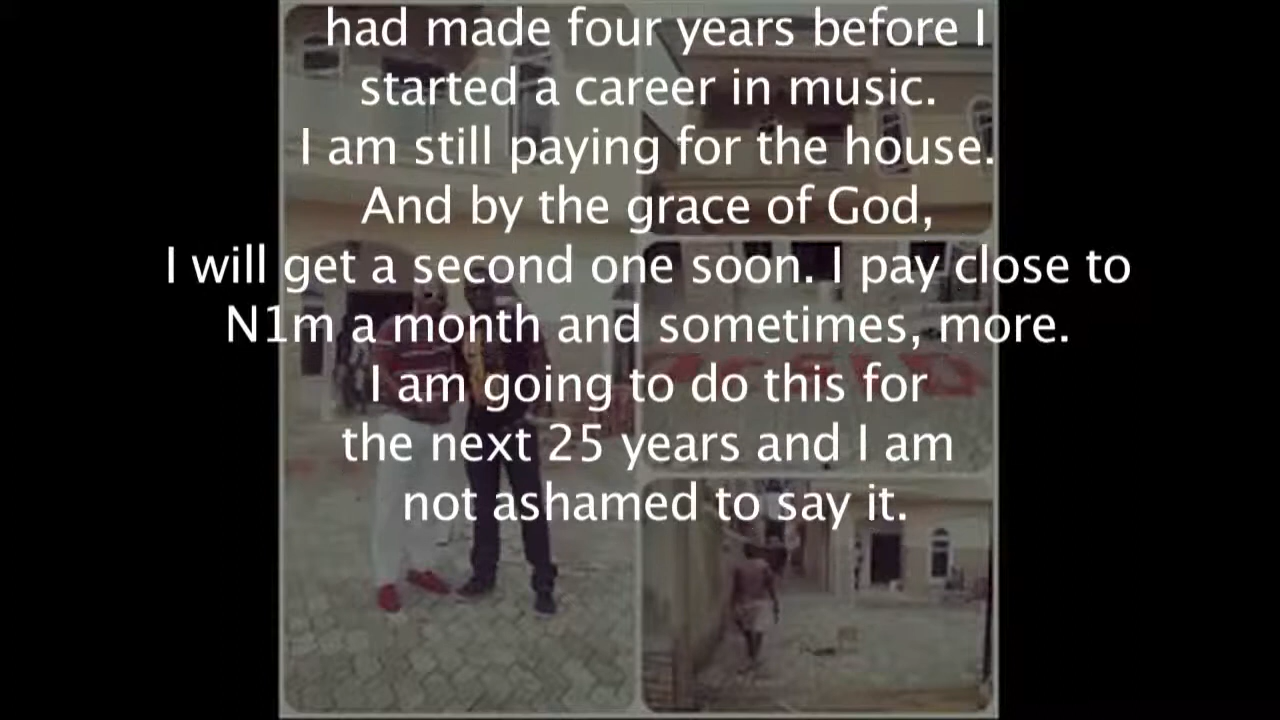 had made four years before I
started a career in music.
I am still paying for the house.
And by the grace of God,
I will get a second one soon. I pay close to
N1m a month and sometimes, more.
I am going to do this for
the next 25 years and I am
not ashamed to say it.